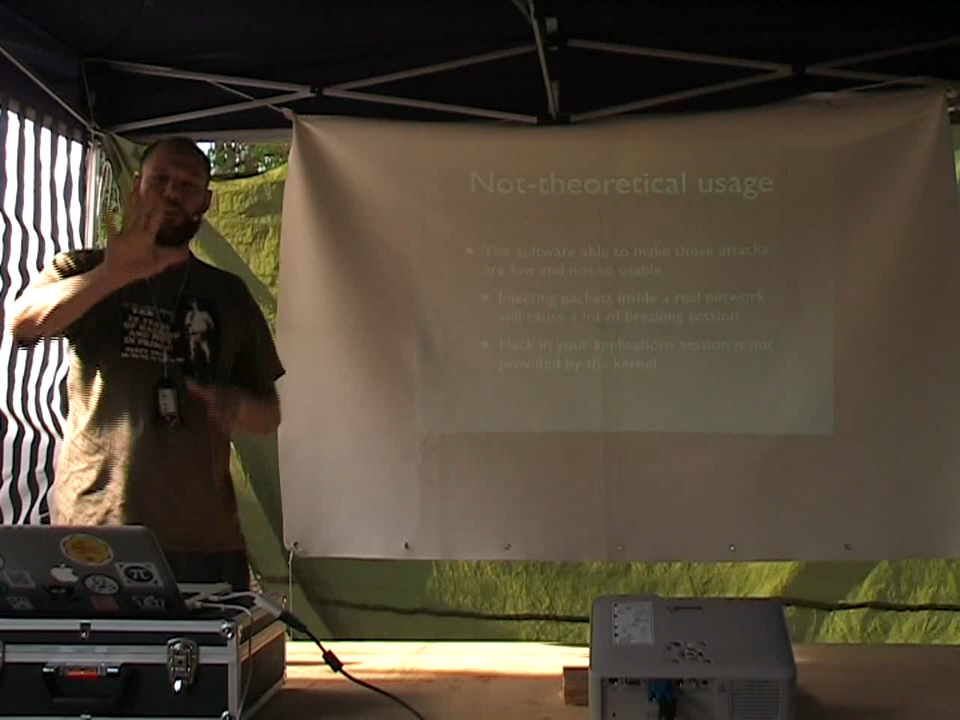 Not-theoretical usage
The software able to make those attacks
are few and not so usable
Injecting packets inside a real network
will cause a lot of breaking session
Hack in your applications session is not
provided by the kernel